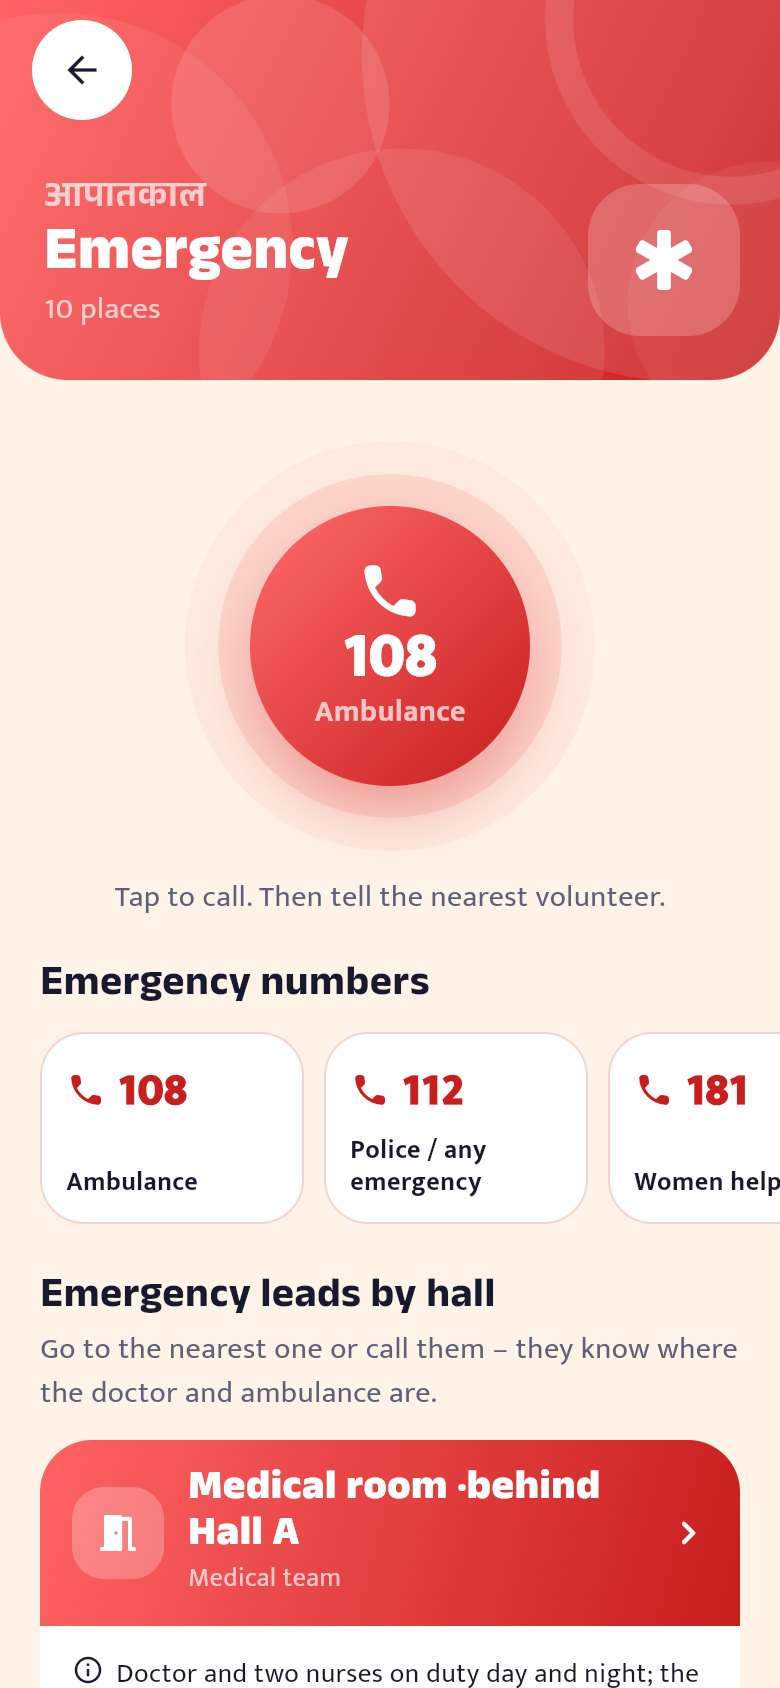 आपातकाल
Emergency
10 places
108
Ambulance
Tap to call. Then tell the nearest volunteer.
Emergency numbers
108
Ambulance
112
Police / any
emergency
181
Women help
Emergency leads by hall
Go to the nearest one or call them – they know where
the doctor and ambulance are.
Medical room ·behind
Hall A
Medical team
Doctor and two nurses on duty day and night; the